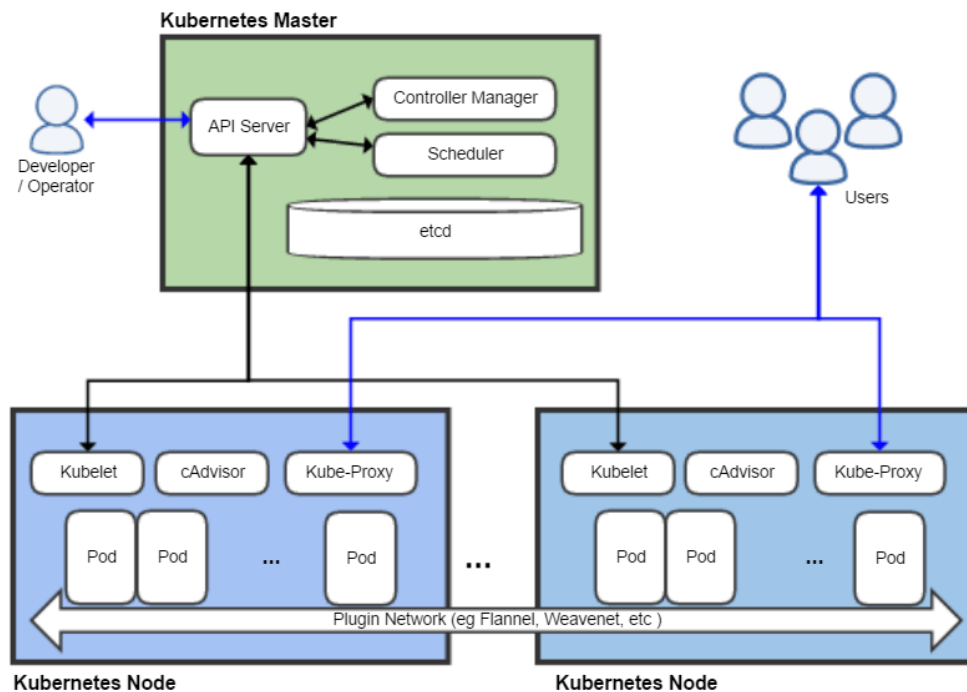 Kubernetes Master
Controller Manager
API Server
Scheduler
etcd
Developer
/ Operator
Users
Kubelet
cAdvisor
Kube-Proxy
Pod
Pod
...
Pod
...
Kubelet
cAdvisor
Kube-Proxy
Pod
Pod
...
Pod
Plugin Network (eg Flannel, Weavenet, etc )
Kubernetes Node
Kubernetes Node